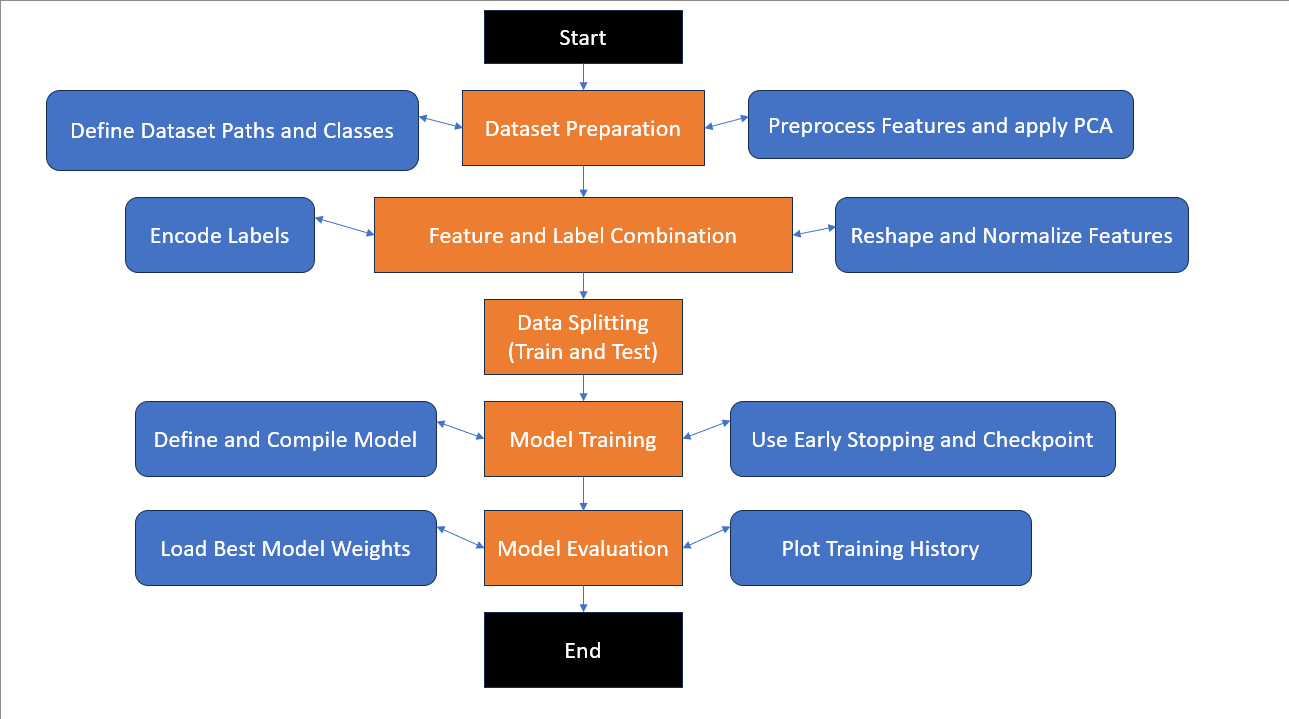 Start
Define Dataset Paths and Classes
Dataset Preparation
Preprocess Features and apply PCA
Encode Labels
Feature and Label Combination
Reshape and Normalize Features
Data Splitting
(Train and Test)
Define and Compile Model
Model Training
Use Early Stopping and Checkpoint
Load Best Model Weights
Model Evaluation
Plot Training History
End